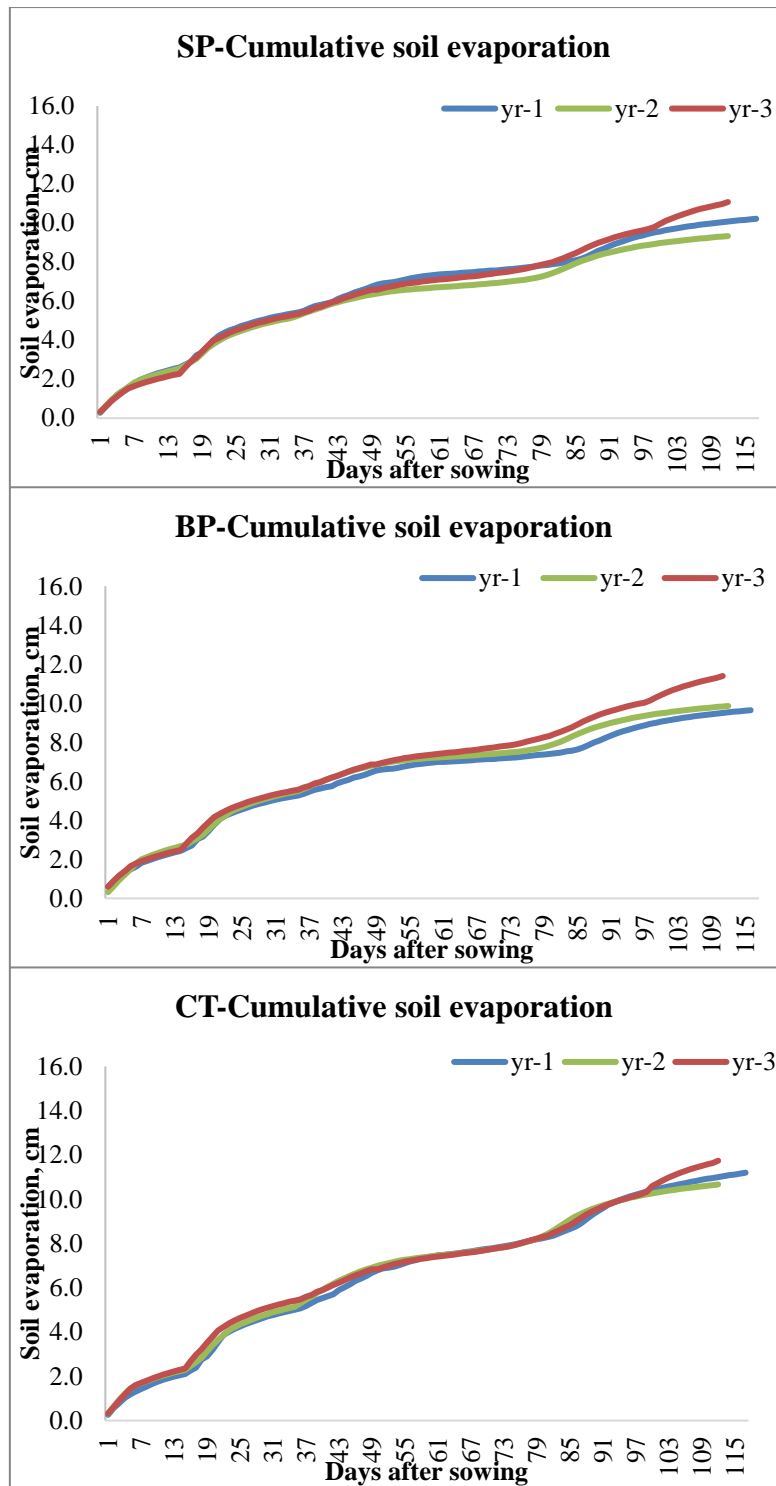 SP-Cumulative soil evaporation
yr-1 yr-2 yr-3
16.0
14.0
12.0
10.0
8.0
6.0
4.0
2.0
0.0
Soil evaporation, cm
1 7 13 19 25 31 37 43 49 55 61 67 73 79 85 91 97 103 109 115
Days after sowing
BP-Cumulative soil evaporation
yr-1 yr-2 yr-3
16.0
14.0
12.0
10.0
8.0
6.0
4.0
2.0
0.0
Soil evaporation, cm
1 7 13 19 25 31 37 43 49 55 61 67 73 79 85 91 97 103 109 115
Days after sowing
CT-Cumulative soil evaporation
yr-1 yr-2 yr-3
16.0
14.0
12.0
10.0
8.0
6.0
4.0
2.0
0.0
Soil evaporation, cm
1 7 13 19 25 31 37 43 49 55 61 67 73 79 85 91 97 103 109 115
Days after sowing